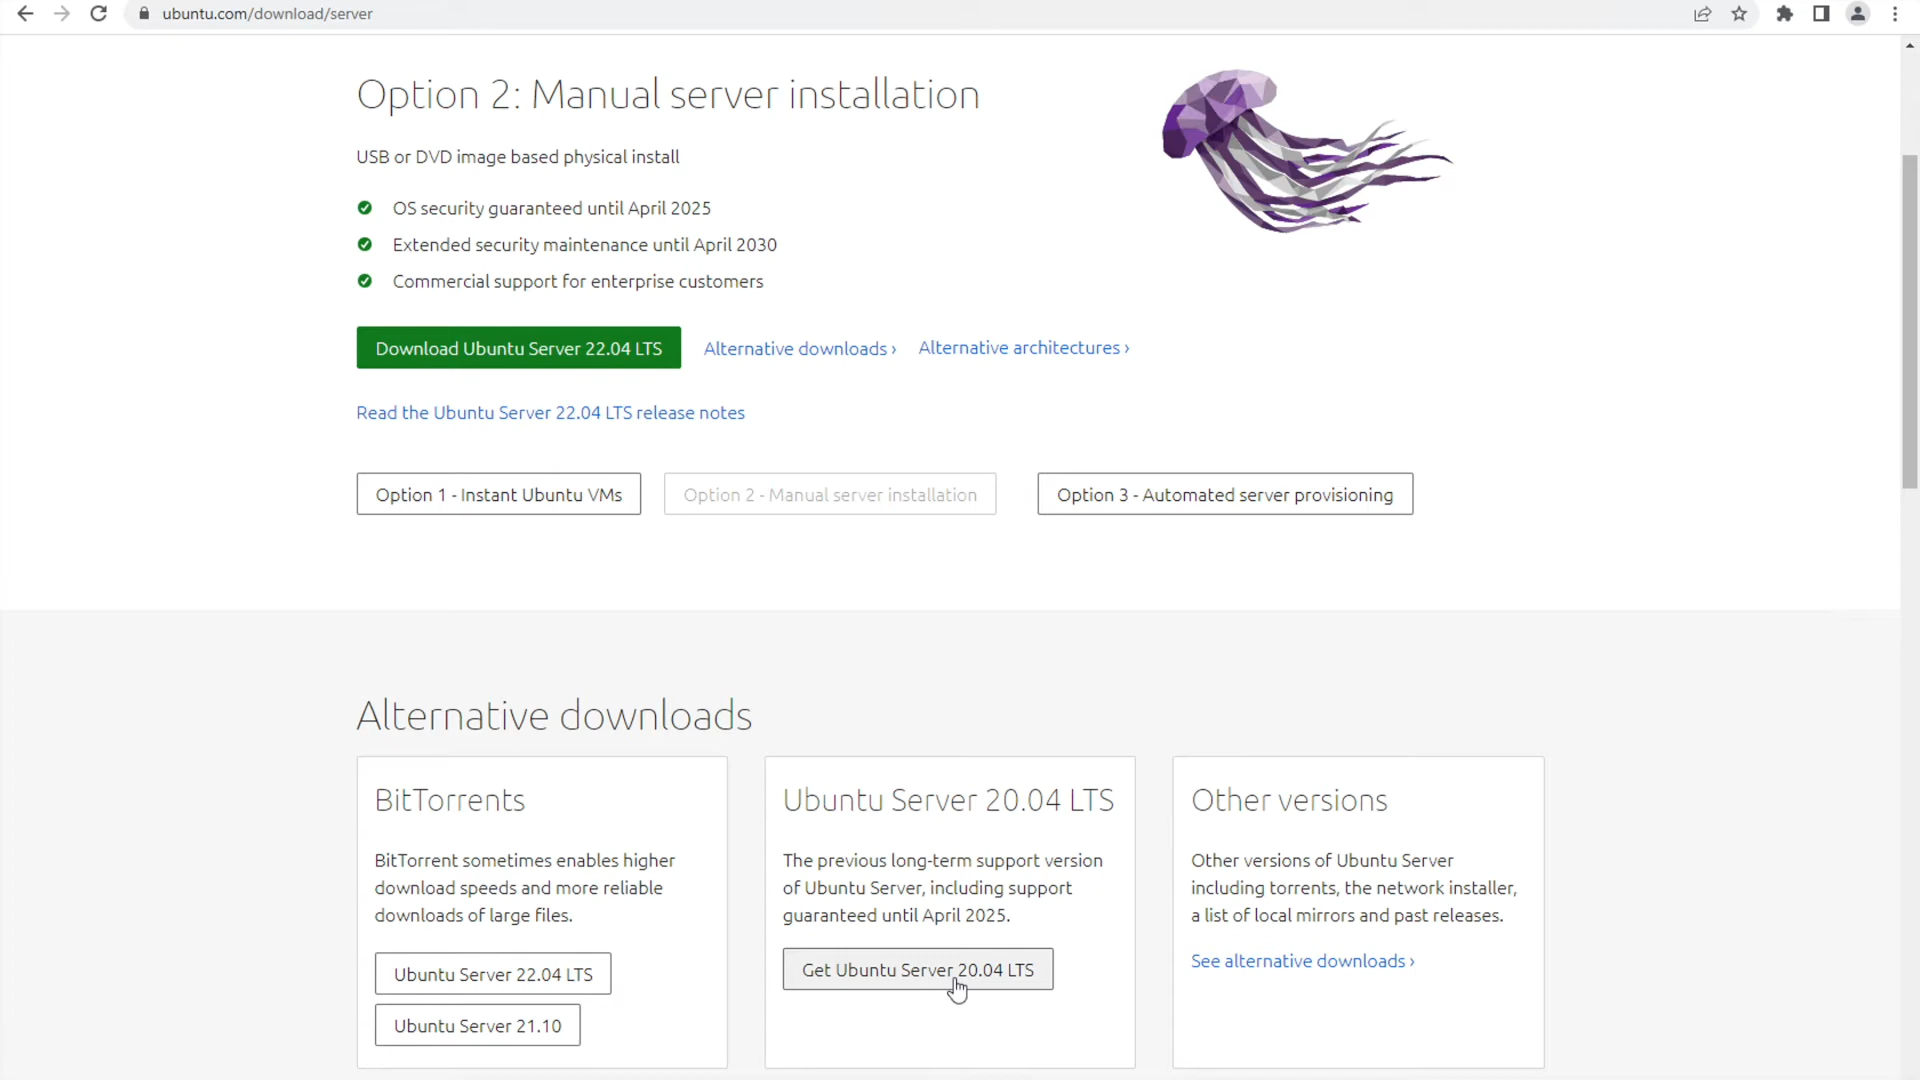 ubuntu.com/download/server
Option 2: Manual server installation
USB or DVD image based physical install
OS security guaranteed until April 2025
Extended security maintenance until April 2030
Commercial support for enterprise customers
Download Ubuntu Server 22.04 LTS
Alternative downloads ›
Alternative architectures ›
Read the Ubuntu Server 22.04 LTS release notes
Option 1 - Instant Ubuntu VMs
Option 2 - Manual server installation
Option 3 - Automated server provisioning
Alternative downloads
BitTorrents
BitTorrent sometimes enables higher
download speeds and more reliable
downloads of large files.
Ubuntu Server 22.04 LTS
Ubuntu Server 21.10
Ubuntu Server 20.04 LTS
The previous long-term support version
of Ubuntu Server, including support
guaranteed until April 2025.
Get Ubuntu Server 20.04 LTS
Other versions
Other versions of Ubuntu Server
including torrents, the network installer,
a list of local mirrors and past releases.
See alternative downloads ›